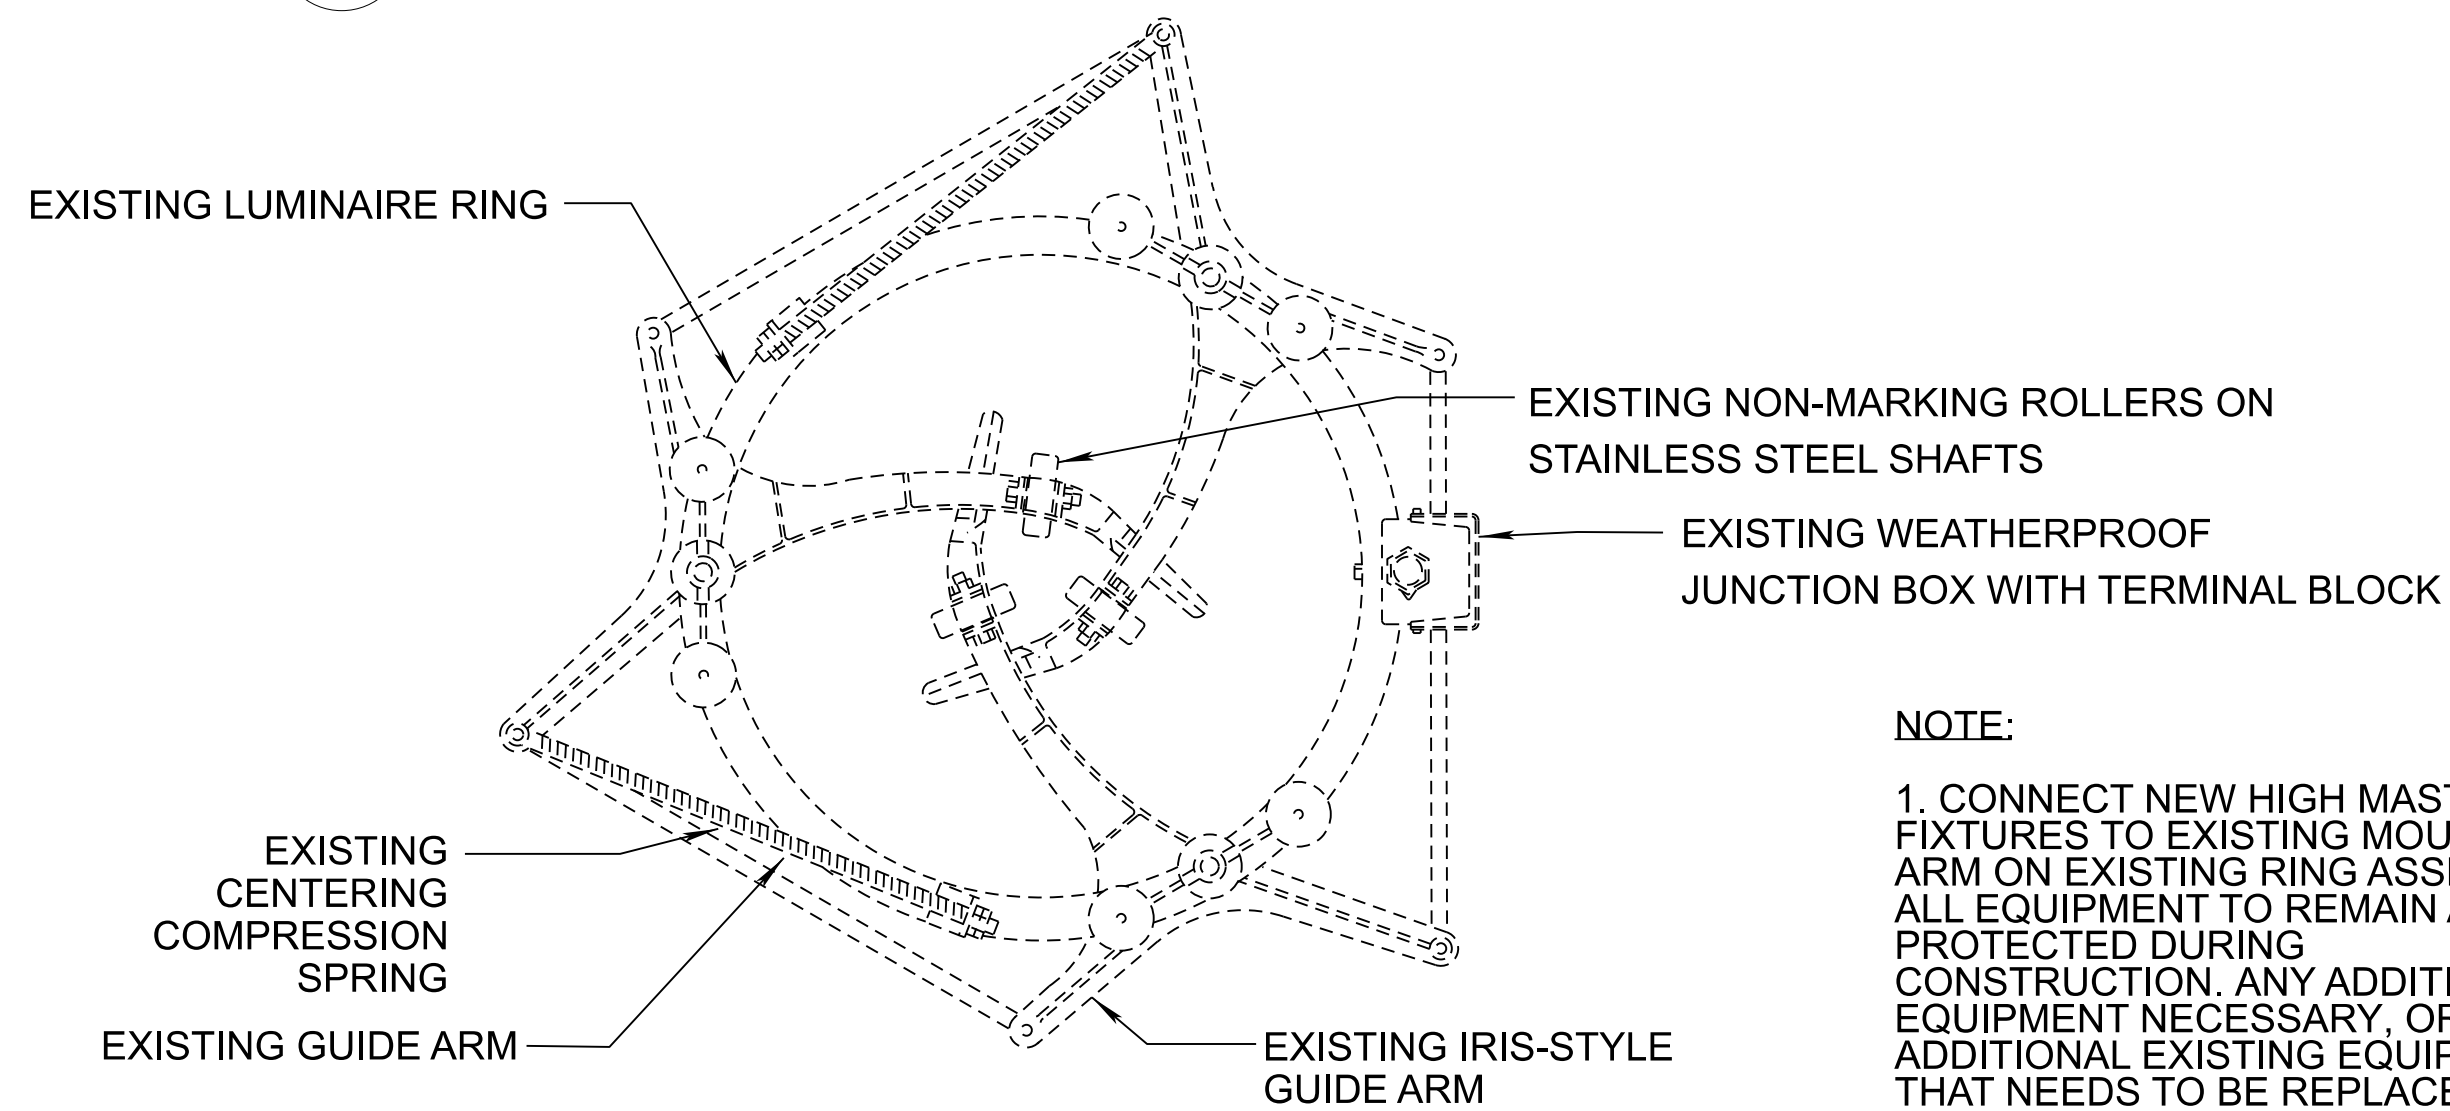 EXISTING LUMINAIRE RING
EXISTING NON-MARKING ROLLERS ON
STAINLESS STEEL SHAFTS
EXISTING WEATHERPROOF
JUNCTION BOX WITH TERMINAL BLOCK
EXISTING
CENTERING
COMPRESSION
SPRING
EXISTING GUIDE ARM
EXISTING IRIS-STYLE
GUIDE ARM
NOTE:
1. CONNECT NEW HIGH MAST
FIXTURES TO EXISTING
ARM ON EXISTING RING
ALL EQUIPMENT TO REMAIN
PROTECTED DURING
CONSTRUCTION. ANY
EQUIPMENT NECESSARY,
ADDITIONAL EXISTING
THAT NEEDS TO BE